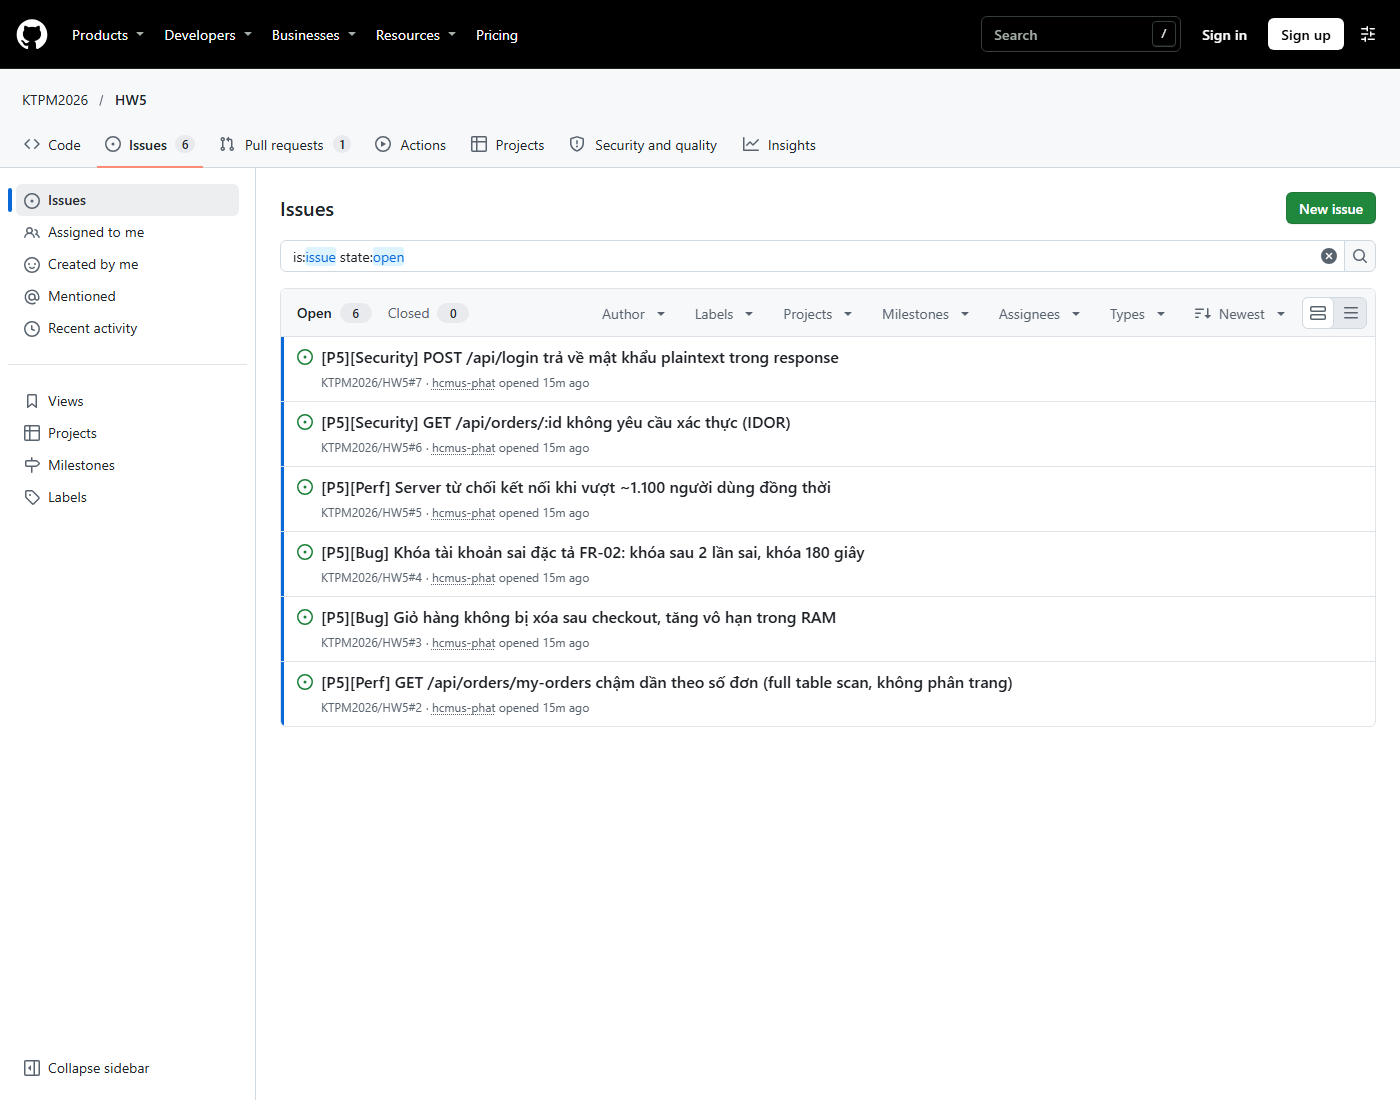 Products Developers Businesses Resources Pricing Search / Sign in Sign up
KTPM2026 / HW5
Code Issues 6 Pull requests 1 Actions Projects Security and quality Insights
Issues
Assigned to me
Created by me
Mentioned
Recent activity
Views
Projects
Milestones
Labels
Collapse sidebar
Issues New issue
is:issue state:open
Open 6 Closed 0 Author Labels Projects Milestones Assignees Types Newest
[P5][Security] POST /api/login trả về mật khẩu plaintext trong response
KTPM2026/HW5#7 · hcmus-phat opened 15m ago
[P5][Security] GET /api/orders/:id không yêu cầu xác thực (IDOR)
KTPM2026/HW5#6 · hcmus-phat opened 15m ago
[P5][Perf] Server từ chối kết nối khi vượt ~1.100 người dùng đồng thời
KTPM2026/HW5#5 · hcmus-phat opened 15m ago
[P5][Bug] Khóa tài khoản sai đặc tả FR-02: khóa sau 2 lần sai, khóa 180 giây
KTPM2026/HW5#4 · hcmus-phat opened 15m ago
[P5][Bug] Giỏ hàng không bị xóa sau checkout, tăng vô hạn trong RAM
KTPM2026/HW5#3 · hcmus-phat opened 15m ago
[P5][Perf] GET /api/orders/my-orders chậm dần theo số đơn (full table scan, không phân trang)
KTPM2026/HW5#2 · hcmus-phat opened 15m ago